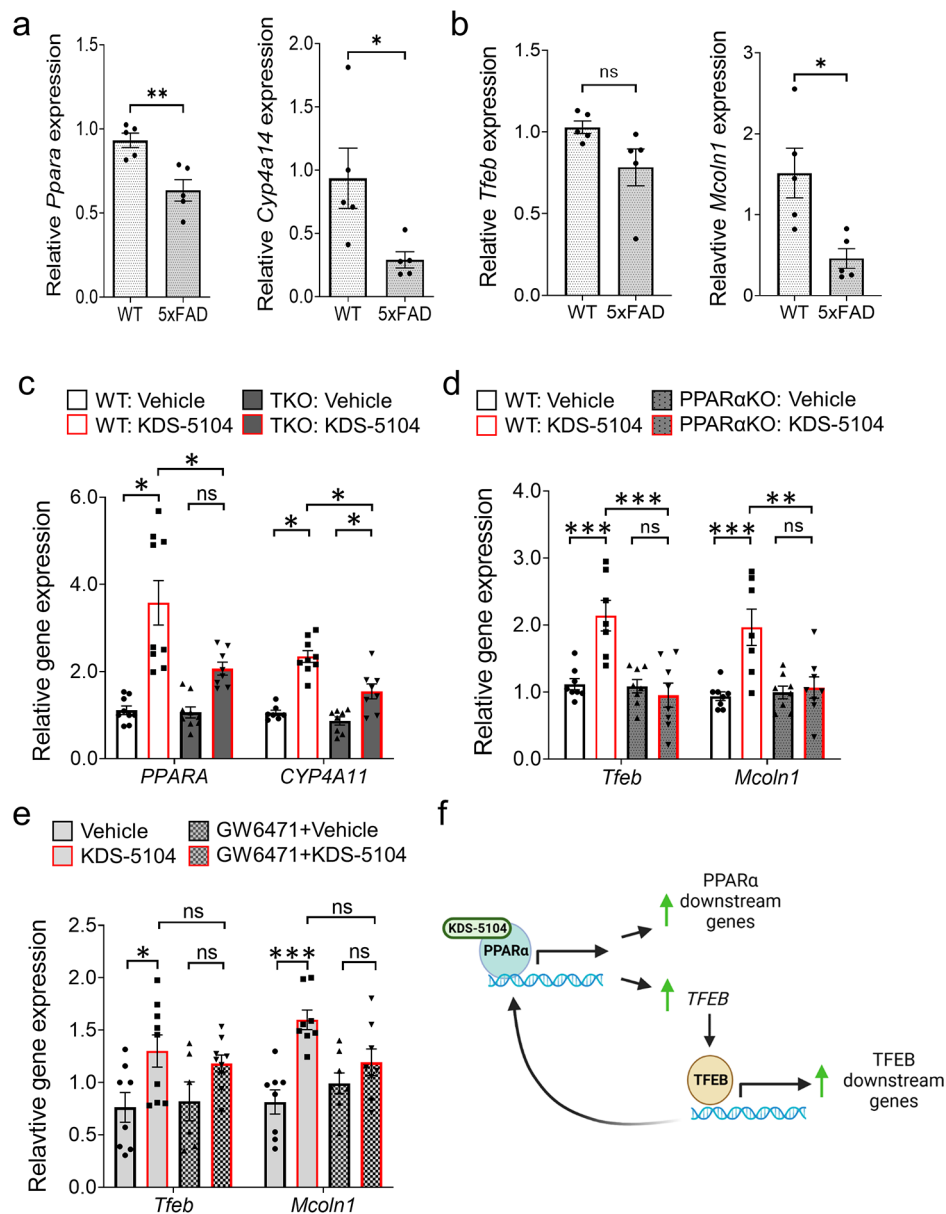 a
Relative Ppara expression
1.5
1.0
0.5
0.0
**
WT 5xFAD
Relative Cyp4a14 expression
2.0
1.5
1.0
0.5
0.0
*
WT 5xFAD
b
Relative Tfeb expression
1.5
1.0
0.5
0.0
ns
WT 5xFAD
Relavtive Mcoln1 expression
3
2
1
0
*
WT 5xFAD
c
WT: Vehicle
TKO: Vehicle
WT: KDS-5104
TKO: KDS-5104
Relative gene expression
6.0
4.0
2.0
0.0
*
*
ns
*
*
*
PPARA
CYP4A11
d
WT: Vehicle
PPARαKO: Vehicle
WT: KDS-5104
PPARαKO: KDS-5104
Relative gene expression
4.0
3.0
2.0
1.0
0.0
***
***
ns
**
***
ns
Tfeb
Mcoln1
e
Vehicle
GW6471+Vehicle
KDS-5104
GW6471+KDS-5104
Relavtive gene expression
2.5
2.0
1.5
1.0
0.5
0.0
ns
*
ns
ns
***
ns
Tfeb
Mcoln1
f
KDS-5104
PPARα
PPARα
downstream
genes
TFEB
TFEB
TFEB
downstream
genes